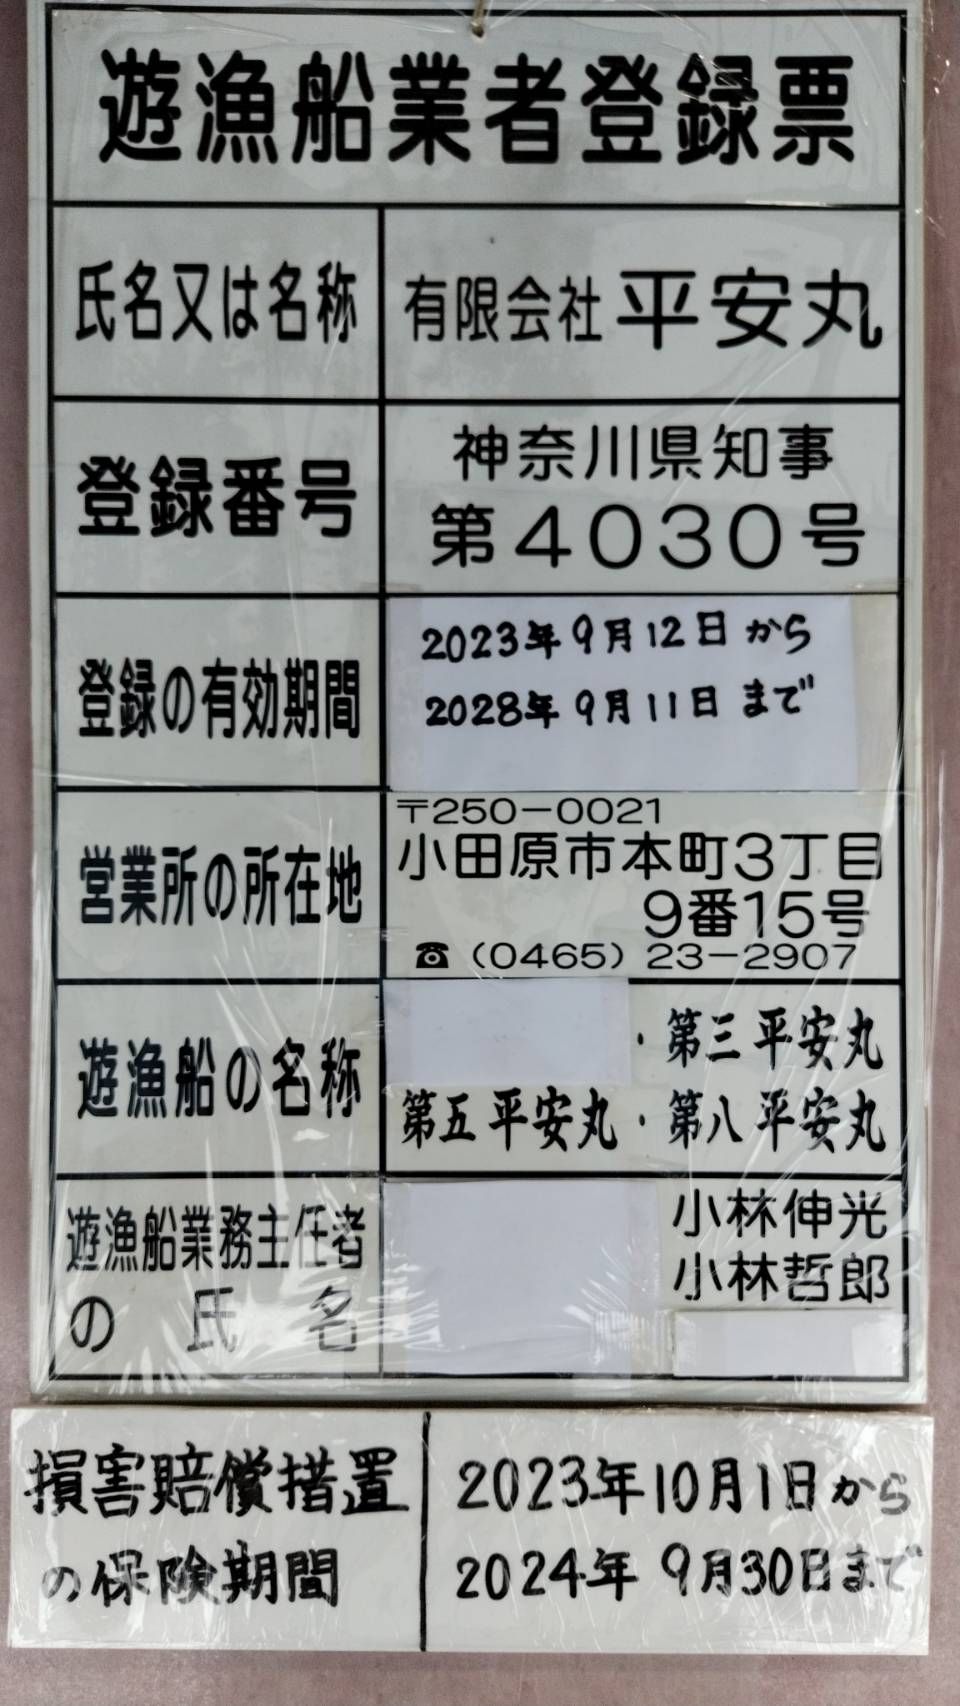 遊漁船業者登録票
氏名又は名称
有限会社 平安丸
登録番号
神奈川県知事
第4030号
登録の有効期間
2023年9月12日から
2028年9月11日まで
営業所の所在地
〒250-0021
小田原市本町3丁目
9番15号
☎(0465)23-2907
遊漁船の名称
・第三平安丸
第五平安丸・第八平安丸
遊漁船業務主任者
の氏名
小林伸光
小林哲郎
損害賠償措置
の保険期間
2023年10月1日から
2024年9月30日まで